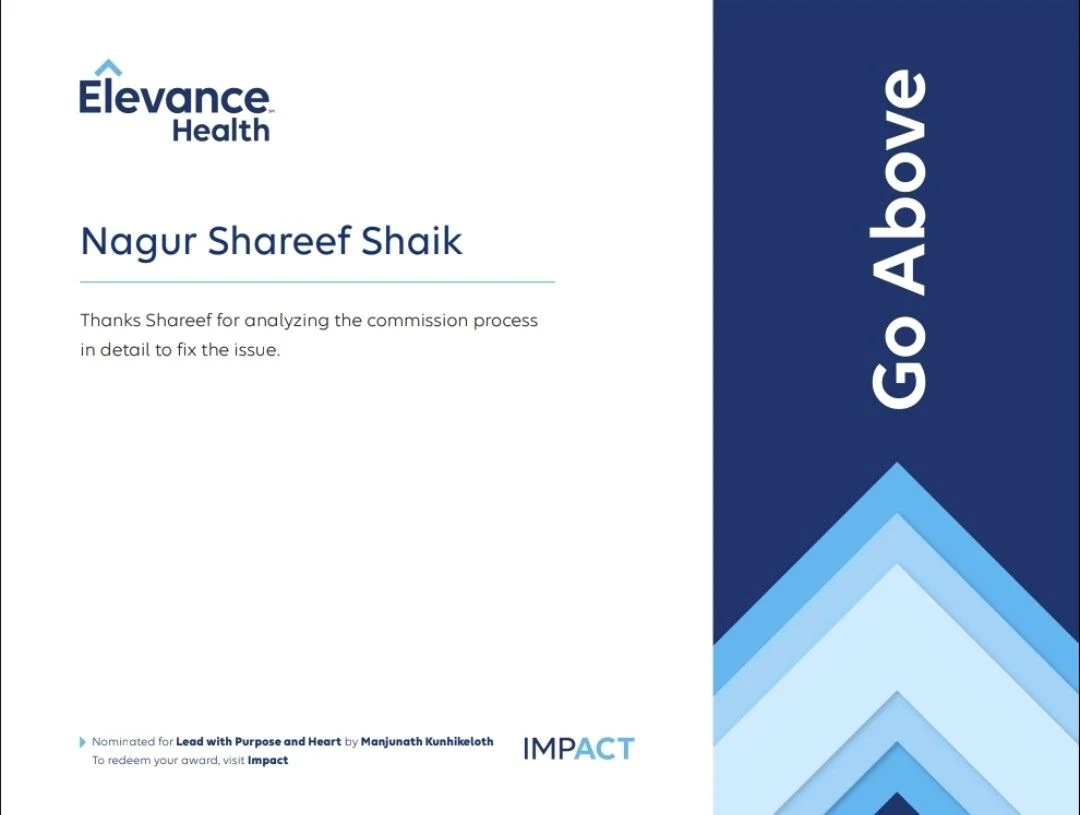 Elevance
Health
Nagur Shareef Shaik
Thanks Shareef for analyzing the commission process
in detail to fix the issue.
Nominated for Lead with Purpose and Heart by Manjunath Kunhikeloth
To redeem your award, visit Impact
IMPACT
Go Above